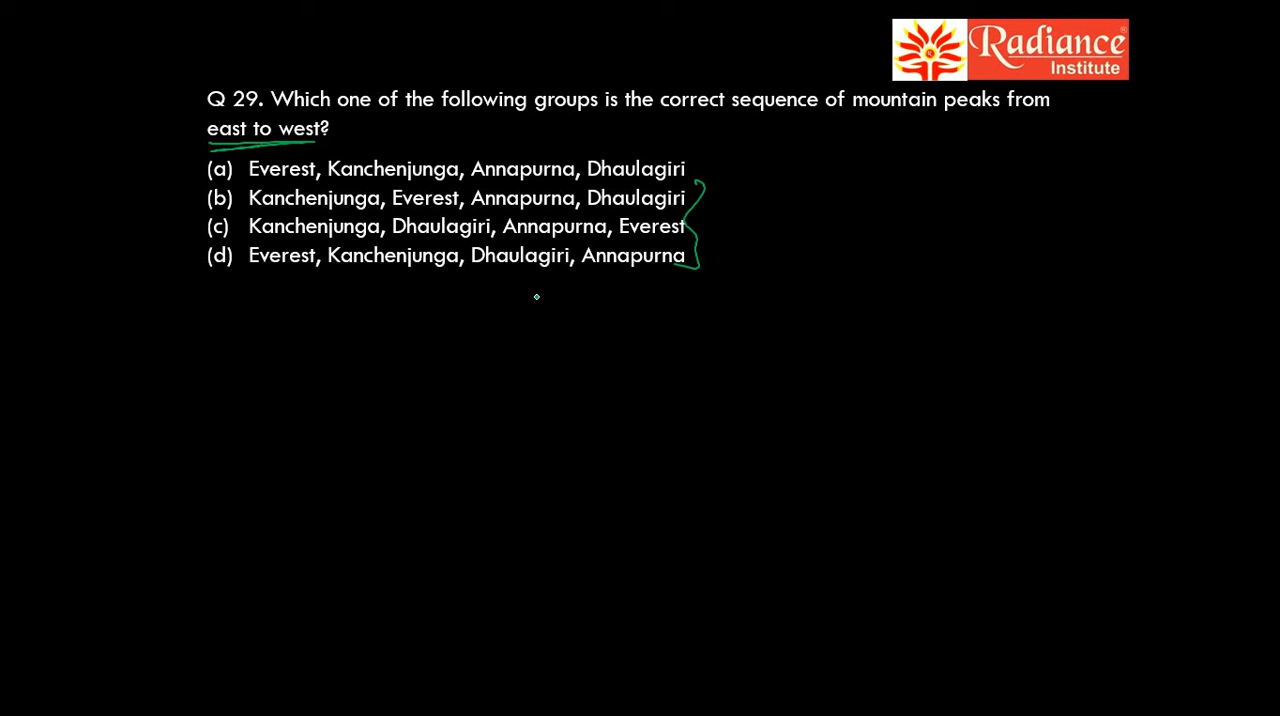 Radiance
Institute
Q 29. Which one of the following groups is the correct sequence of mountain peaks from
east to west?
(a) Everest, Kanchenjunga, Annapurna, Dhaulagiri
(b) Kanchenjunga, Everest, Annapurna, Dhaulagiri
(c) Kanchenjunga, Dhaulagiri, Annapurna, Everest
(d) Everest, Kanchenjunga, Dhaulagiri, Annapurna